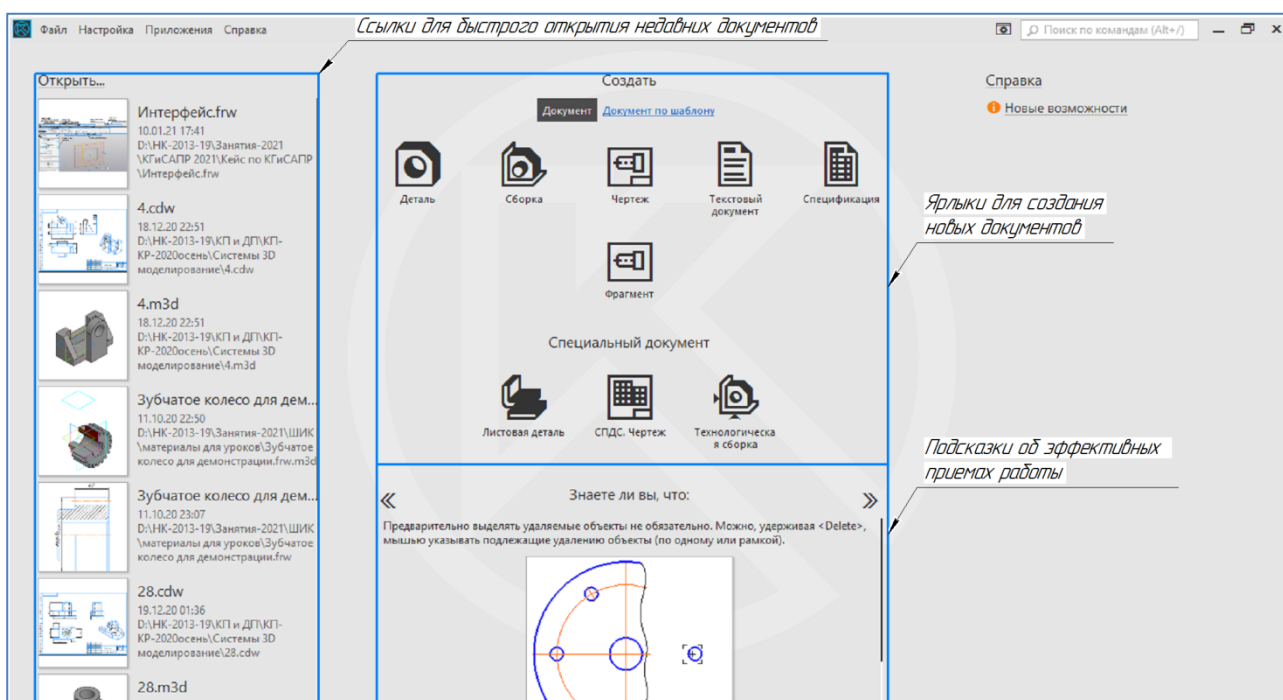 Файл Настройка Приложения Справка
Ссылки для быстрого открытия недавних документов
Поиск по командам (Alt+/)
Открыть...
Интерфейс.frw
10.01.21 17:41
D:\НК-2013-19\Занятия-2021
\КГиСАПР 2021\Кейс по КГиСАПР
\Интерфейс.frw
4.cdw
18.12.20 22:51
D:\НК-2013-19\КП и ДП\КП-
КР-2020осень\Системы 3D
моделирование\4.cdw
4.m3d
18.12.20 22:51
D:\НК-2013-19\КП и ДП\КП-
КР-2020осень\Системы 3D
моделирование\4.m3d
Зубчатое колесо для дем...
11.10.20 22:50
D:\НК-2013-19\Занятия-2021\ШИК
\материалы для уроков\Зубчатое
колесо для демонстрации.frw.m3d
Зубчатое колесо для дем...
11.10.20 23:07
D:\НК-2013-19\Занятия-2021\ШИК
\материалы для уроков\Зубчатое
колесо для демонстрации.frw
28.cdw
19.12.20 01:36
D:\НК-2013-19\КП и ДП\КП-
КР-2020осень\Системы 3D
моделирование\28.cdw
28.m3d
Создать
Документ Документ по шаблону
Деталь Сборка Чертеж Текстовый документ Спецификация
Фрагмент
Специальный документ
Листовая деталь СПДС. Чертеж Технологическа
я сборка
Знаете ли вы, что:
Предварительно выделять удаляемые объекты не обязательно. Можно, удерживая <Delete>,
мышью указывать подлежащие удалению объекты (по одному или рамкой).
Справка
Новые возможности
Ярлыки для создания
новых документов
Подсказки об эффективных
приемах работы